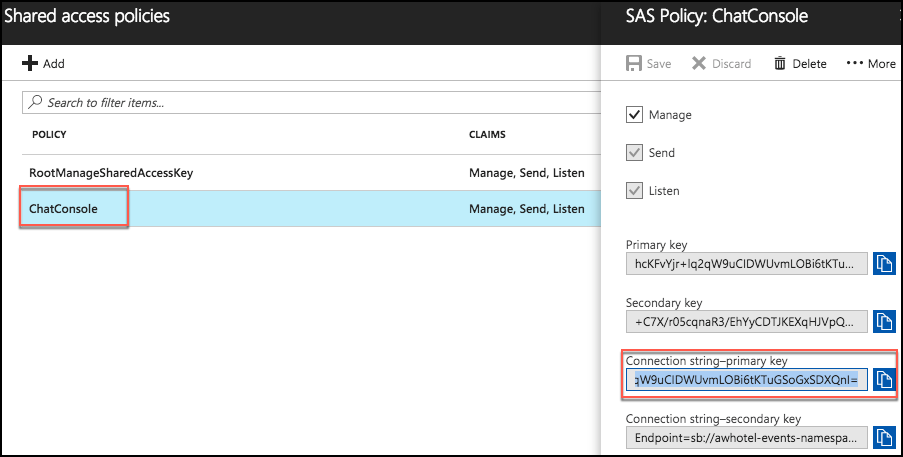 Shared access policies
Add
Search to filter items...
POLICY CLAIMS
RootManageSharedAccessKey Manage, Send, Listen
ChatConsole Manage, Send, Listen
SAS Policy: ChatConsole
Save Discard Delete More
Manage
Send
Listen
Primary key
hcKFvYjr+lq2qW9uCIDWUvmLOBi6tKTu...
Secondary key
+C7X/r05cqnaR3/EhYyCDTJKEXqHJVpQ...
Connection string–primary key
qW9uCIDWUvmLOBi6tKTuGSoGxSDXQnI=
Connection string–secondary key
Endpoint=sb://awhotel-events-namespa...